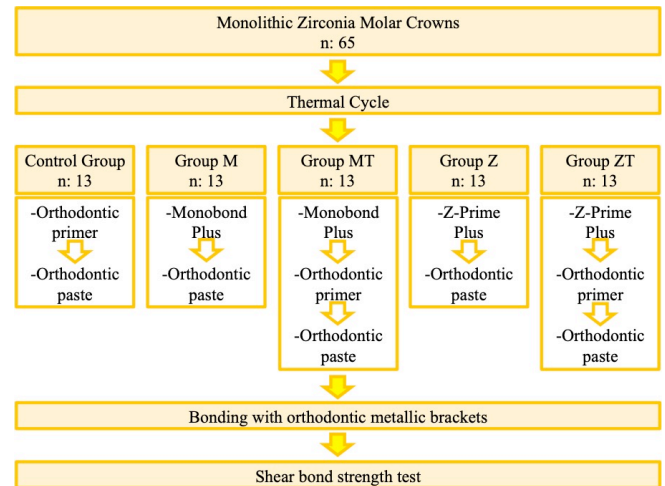 Monolithic Zirconia Molar Crowns
n: 65
Thermal Cycle
Control Group
n: 13
-Orthodontic
primer
-Orthodontic
paste
Group M
n: 13
-Monobond
Plus
-Orthodontic
paste
Group MT
n: 13
-Monobond
Plus
-Orthodontic
primer
-Orthodontic
paste
Group Z
n: 13
-Z-Prime
Plus
-Orthodontic
paste
Group ZT
n: 13
-Z-Prime
Plus
-Orthodontic
primer
-Orthodontic
paste
Bonding with orthodontic metallic brackets
Shear bond strength test